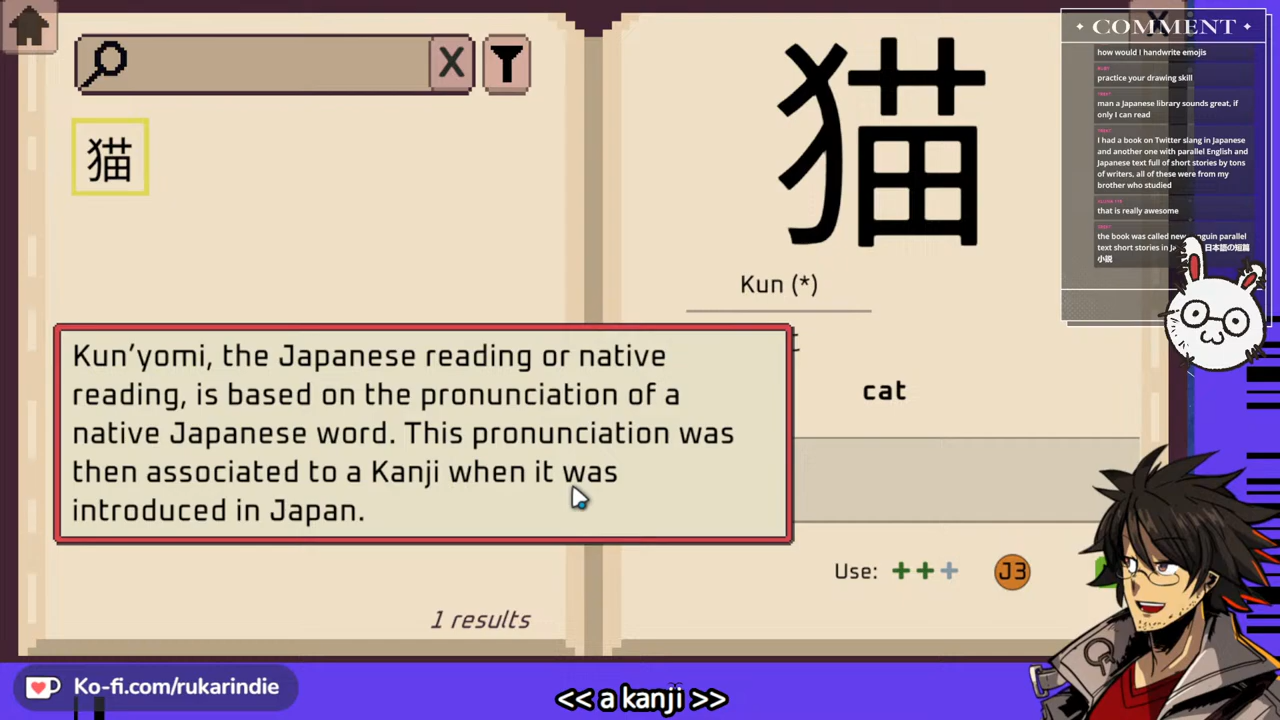 X
猫
猫
Kun (*)
cat
Kun'yomi, the Japanese reading or native
reading, is based on the pronunciation of a
native Japanese word. This pronunciation was
then associated to a Kanji when it was
introduced in Japan.
Use: +++
J3
1 results
COMMENT
how would I handwrite emojis
practice your drawing skill
man a Japanese library sounds great, if
only I can read
I had a book on Twitter slang in Japanese
and another one with parallel English and
Japanese text full of short stories by tons
of writers, all of these were from my
brother who studied
that is really awesome
the book was called new
parallel
text short stories in
日本語の短篇
小説
Ko-fi.com/rukarindie
<< a kanji >>